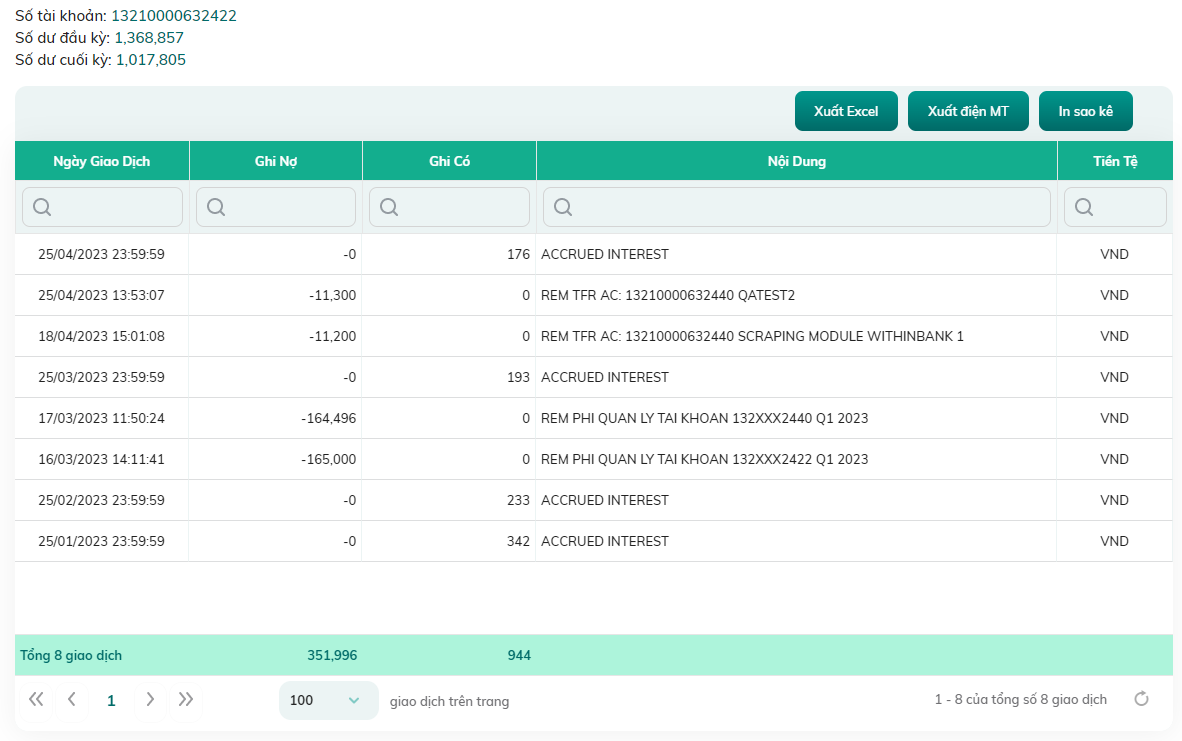 Số tài khoản: 13210000632422
Số dư đầu kỳ: 1,368,857
Số dư cuối kỳ: 1,017,805
Xuất Excel Xuất điện MT In sao kê
Ngày Giao Dịch Ghi Nợ Ghi Có Nội Dung Tiền Tệ
25/04/2023 23:59:59 -0 176 ACCRUED INTEREST VND
25/04/2023 13:53:07 -11,300 0 REM TFR AC: 13210000632440 QATEST2 VND
18/04/2023 15:01:08 -11,200 0 REM TFR AC: 13210000632440 SCRAPING MODULE WITHINBANK 1 VND
25/03/2023 23:59:59 -0 193 ACCRUED INTEREST VND
17/03/2023 11:50:24 -164,496 0 REM PHI QUAN LY TAI KHOAN 132XXX2440 Q1 2023 VND
16/03/2023 14:11:41 -165,000 0 REM PHI QUAN LY TAI KHOAN 132XXX2422 Q1 2023 VND
25/02/2023 23:59:59 -0 233 ACCRUED INTEREST VND
25/01/2023 23:59:59 -0 342 ACCRUED INTEREST VND
Tổng 8 giao dịch 351,996 944
1 100 giao dịch trên trang 1 - 8 của tổng số 8 giao dịch